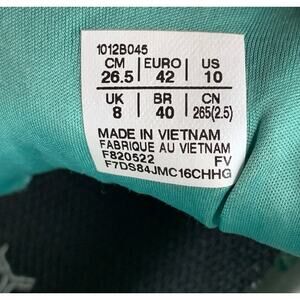 1012B045
CM EURO US
26.5 42 10
UK BR CN
8 40 265(2.5)
MADE IN VIETNAM
FABRIQUE AU VIETNAM
F820522 FV
F7DS84JMC16CHHG